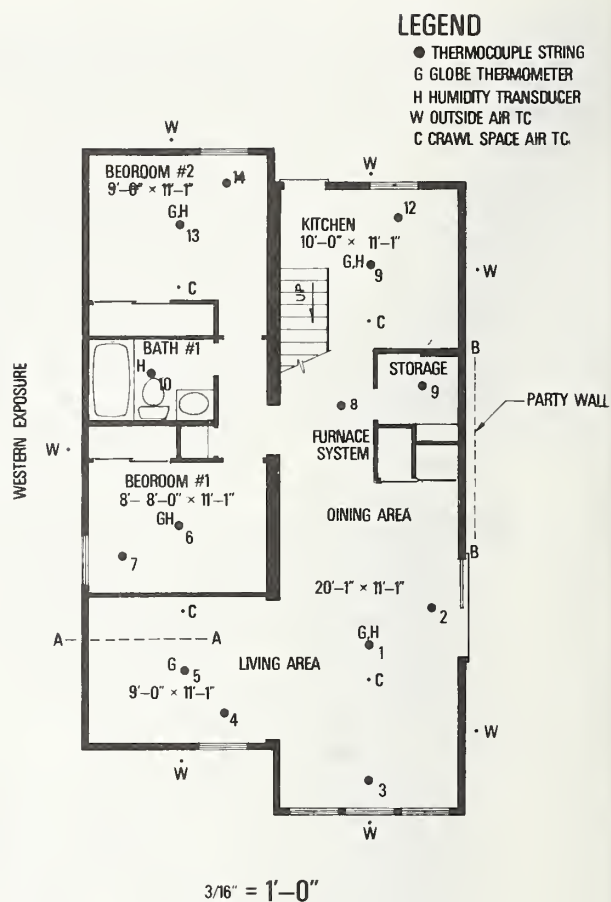 LEGEND
● THERMOCOUPLE STRING
G GLOBE THERMOMETER
H HUMIDITY TRANSDUCER
W OUTSIDE AIR TC
C CRAWL SPACE AIR TC.
W
W
BEDROOM #2
9'-0" × 11'-1"
14
G,H
13
C
KITCHEN
10'-0" × 11'-1"
12
G,H
9
W
UP
C
BATH #1
H
10
B
STORAGE
9
8
PARTY WALL
FURNACE
SYSTEM
WESTERN EXPOSURE
W
BEDROOM #1
8'- 8'-0" × 11'-1"
GH
6
7
OINING AREA
B
20'-1" × 11'-1"
2
C
A
A
G,H
1
LIVING AREA
G
5
9'-0" × 11'-1"
C
4
W
W
3
W
3/16" = 1'-0"